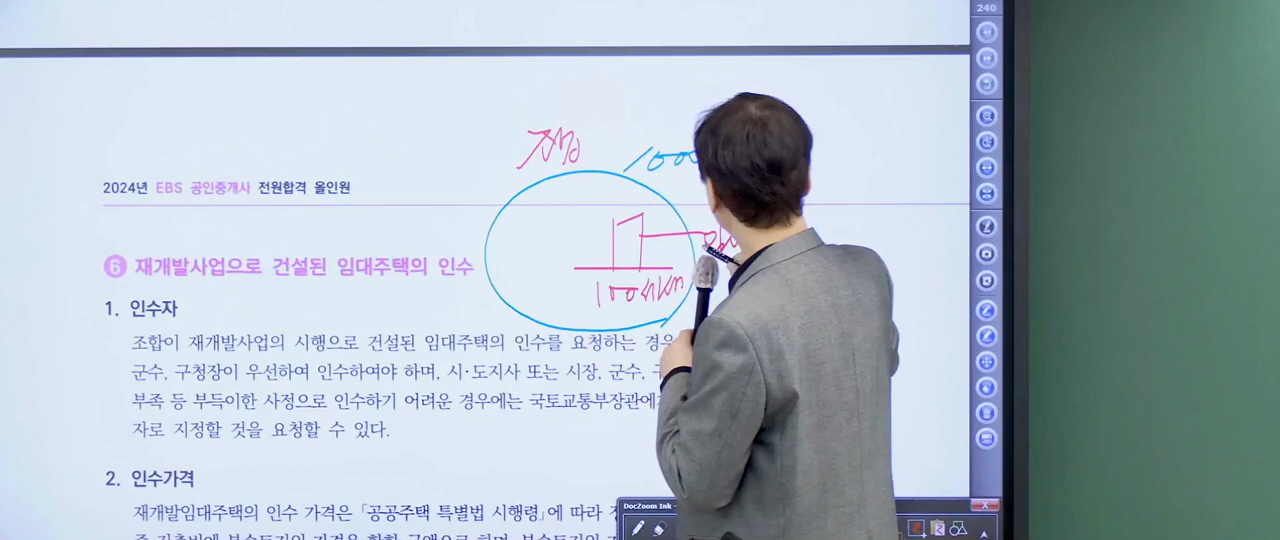 240
재개
1000
2024년 EBS 공인중개사 전원합격 올인원
6 재개발사업으로 건설된 임대주택의 인수
100세대
1. 인수자
조합이 재개발사업의 시행으로 건설된 임대주택의 인수를 요청하는 경우
군수, 구청장이 우선하여 인수하여야 하며, 시·도지사 또는 시장, 군수,
부족 등 부득이한 사정으로 인수하기 어려운 경우에는 국토교통부장관에
자로 지정할 것을 요청할 수 있다.
2. 인수가격
재개발임대주택의 인수 가격은 「공공주택 특별법 시행령」에 따라
DocZoom Ink -